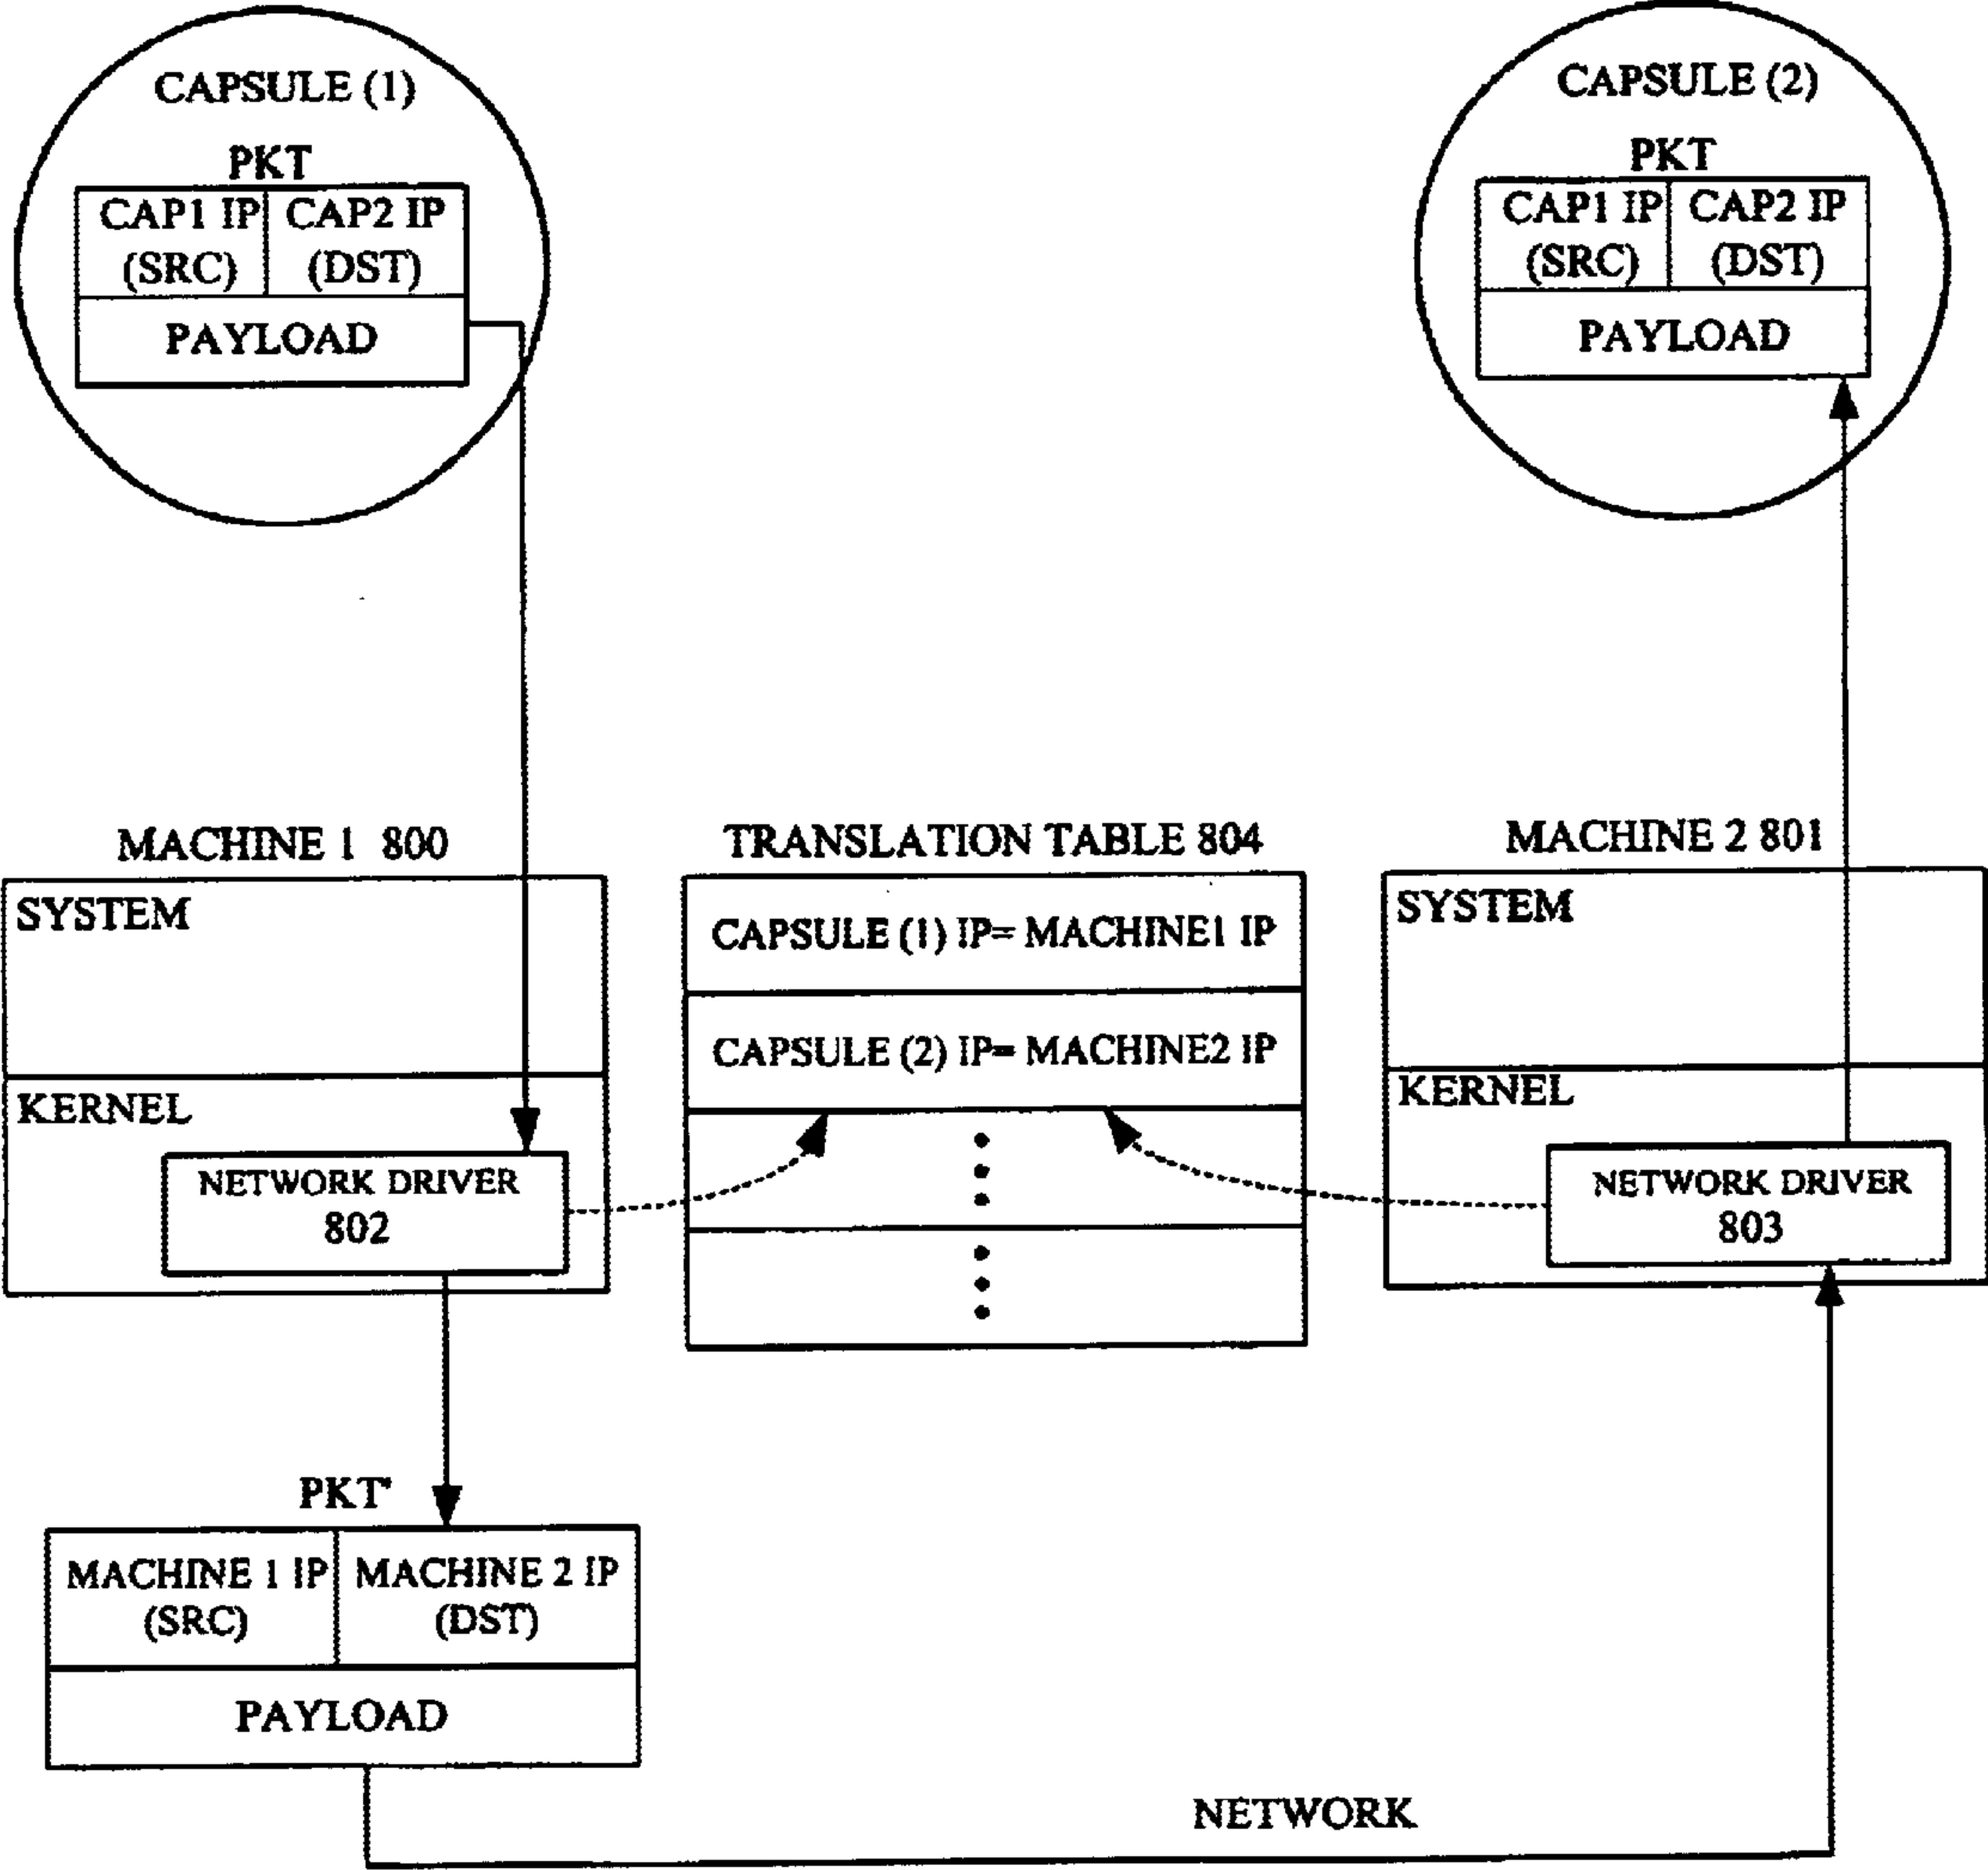 CAPSULE (1)
PKT
CAP1 IP
(SRC)
CAP2 IP
(DST)
PAYLOAD
CAPSULE (2)
PKT
CAP1 IP
(SRC)
CAP2 IP
(DST)
PAYLOAD
MACHINE 1 800
SYSTEM
KERNEL
NETWORK DRIVER
802
TRANSLATION TABLE 804
CAPSULE (1) IP= MACHINE1 IP
CAPSULE (2) IP= MACHINE2 IP
MACHINE 2 801
SYSTEM
KERNEL
NETWORK DRIVER
803
PKT'
MACHINE 1 IP
(SRC)
MACHINE 2 IP
(DST)
PAYLOAD
NETWORK